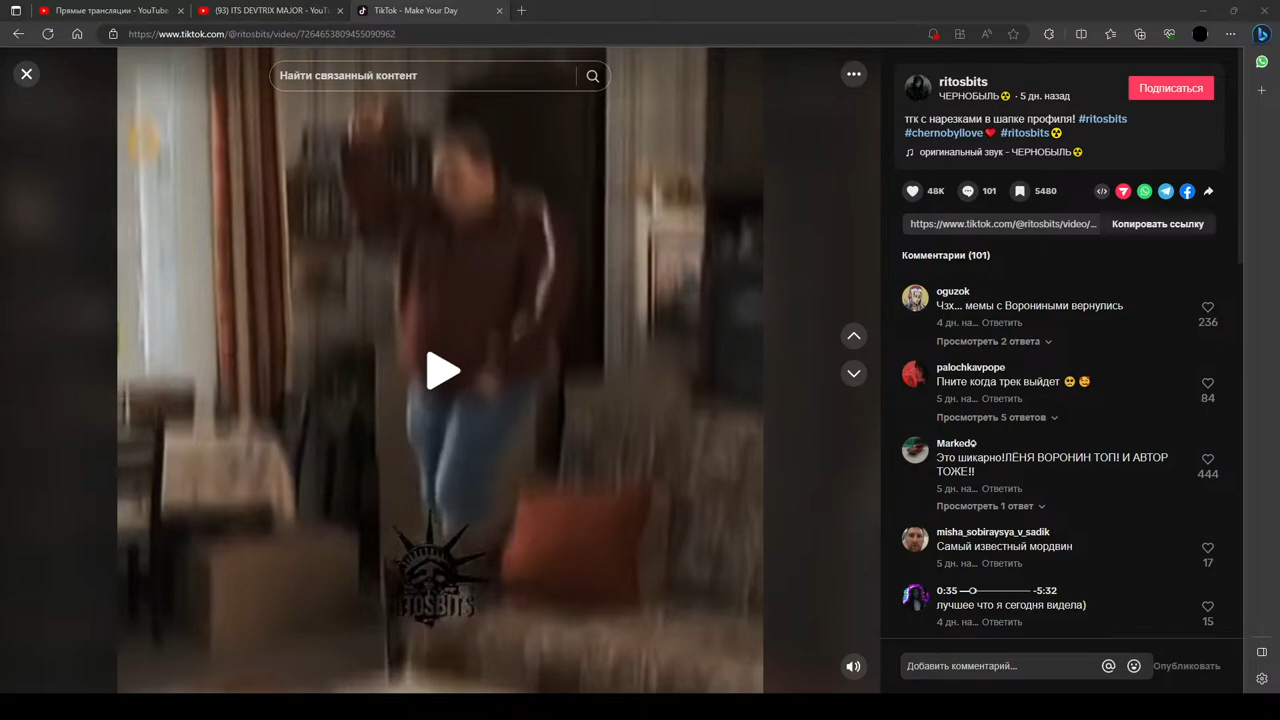 Прямые трансляции - YouTube
(93) ITS DEVTRIX MAJOR - YouTu
TikTok - Make Your Day
https://www.tiktok.com/@ritosbits/video/7264653809455090962
Найти связанный контент
RITOSBITS
ritosbits
ЧЕРНОБЫЛЬ☢ · 5 дн. назад
Подписаться
тгк с нарезками в шапке профиля! #ritosbits
#chernobyllove❤ #ritosbits☢
♫ оригинальный звук - ЧЕРНОБЫЛЬ☢
48K
101
5480
https://www.tiktok.com/@ritosbits/video/...
Копировать ссылку
Комментарии (101)
oguzok
Чзх... мемы с Ворониными вернулись
4 дн. на... Ответить
236
Просмотреть 2 ответа
palochkavpope
Пните когда трек выйдет 🥺 🥰
5 дн. на... Ответить
84
Просмотреть 5 ответов
Marked
Это шикарно!ЛЁНЯ ВОРОНИН ТОП! И АВТОР
ТОЖЕ!!
5 дн. на... Ответить
444
Просмотреть 1 ответ
misha_sobiraysya_v_sadik
Самый известный мордвин
5 дн. на... Ответить
17
0:35 —o——— -5:32
лучшее что я сегодня видела)
4 дн. на... Ответить
15
Добавить комментарий...
Опубликовать